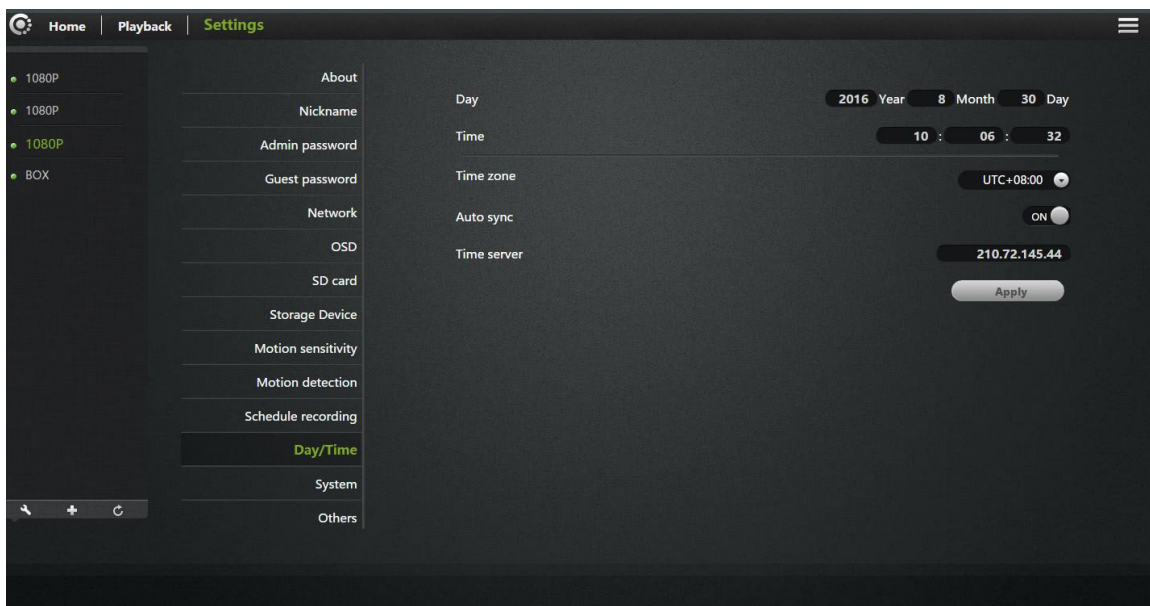 Home Playback Settings
1080P
1080P
1080P
BOX
About
Nickname
Admin password
Guest password
Network
OSD
SD card
Storage Device
Motion sensitivity
Motion detection
Schedule recording
Day/Time
System
Others
Day 2016 Year 8 Month 30 Day
Time 10 : 06 : 32
Time zone UTC+08:00
Auto sync ON
Time server 210.72.145.44
Apply